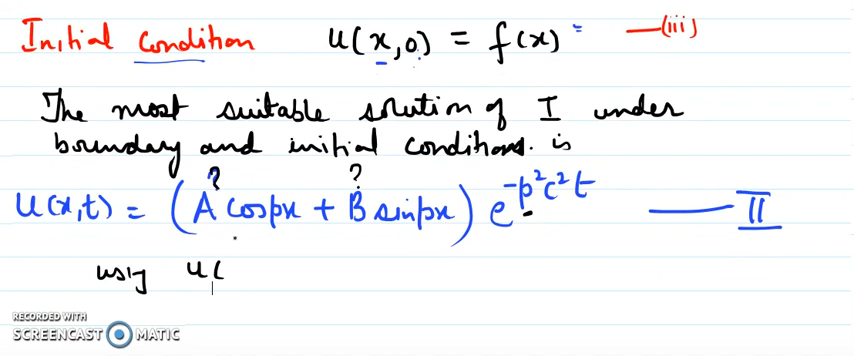 Initial Condition u(x,0) = f(x) = —(iii)
The most suitable solution of I under
boundary and initial conditions. is
? ?
u(x,t) = (A cospx + B sinpx) e^{-p²c²t} — II
using u(
RECORDED WITH
SCREENCAST MATIC